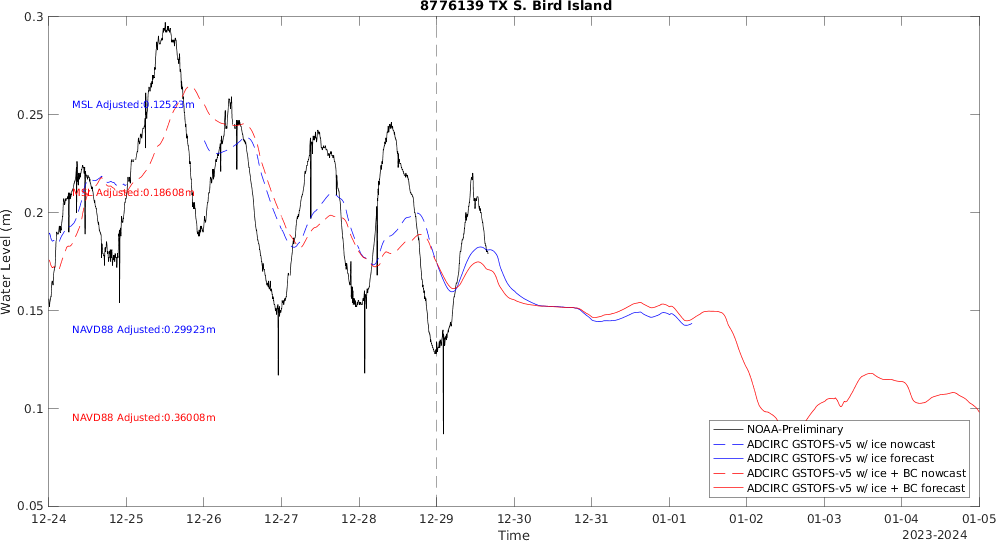 8776139 TX S. Bird Island
0.3
0.25
0.2
0.15
0.1
0.05
Water Level (m)
MSL Adjusted:0.12523m
MSL Adjusted:0.18608m
NAVD88 Adjusted:0.29923m
NAVD88 Adjusted:0.36008m
NOAA-Preliminary
ADCIRC GSTOFS-v5 w/ ice nowcast
ADCIRC GSTOFS-v5 w/ ice forecast
ADCIRC GSTOFS-v5 w/ ice + BC nowcast
ADCIRC GSTOFS-v5 w/ ice + BC forecast
12-24 12-25 12-26 12-27 12-28 12-29 12-30 12-31 01-01 01-02 01-03 01-04 01-05
Time
2023-2024